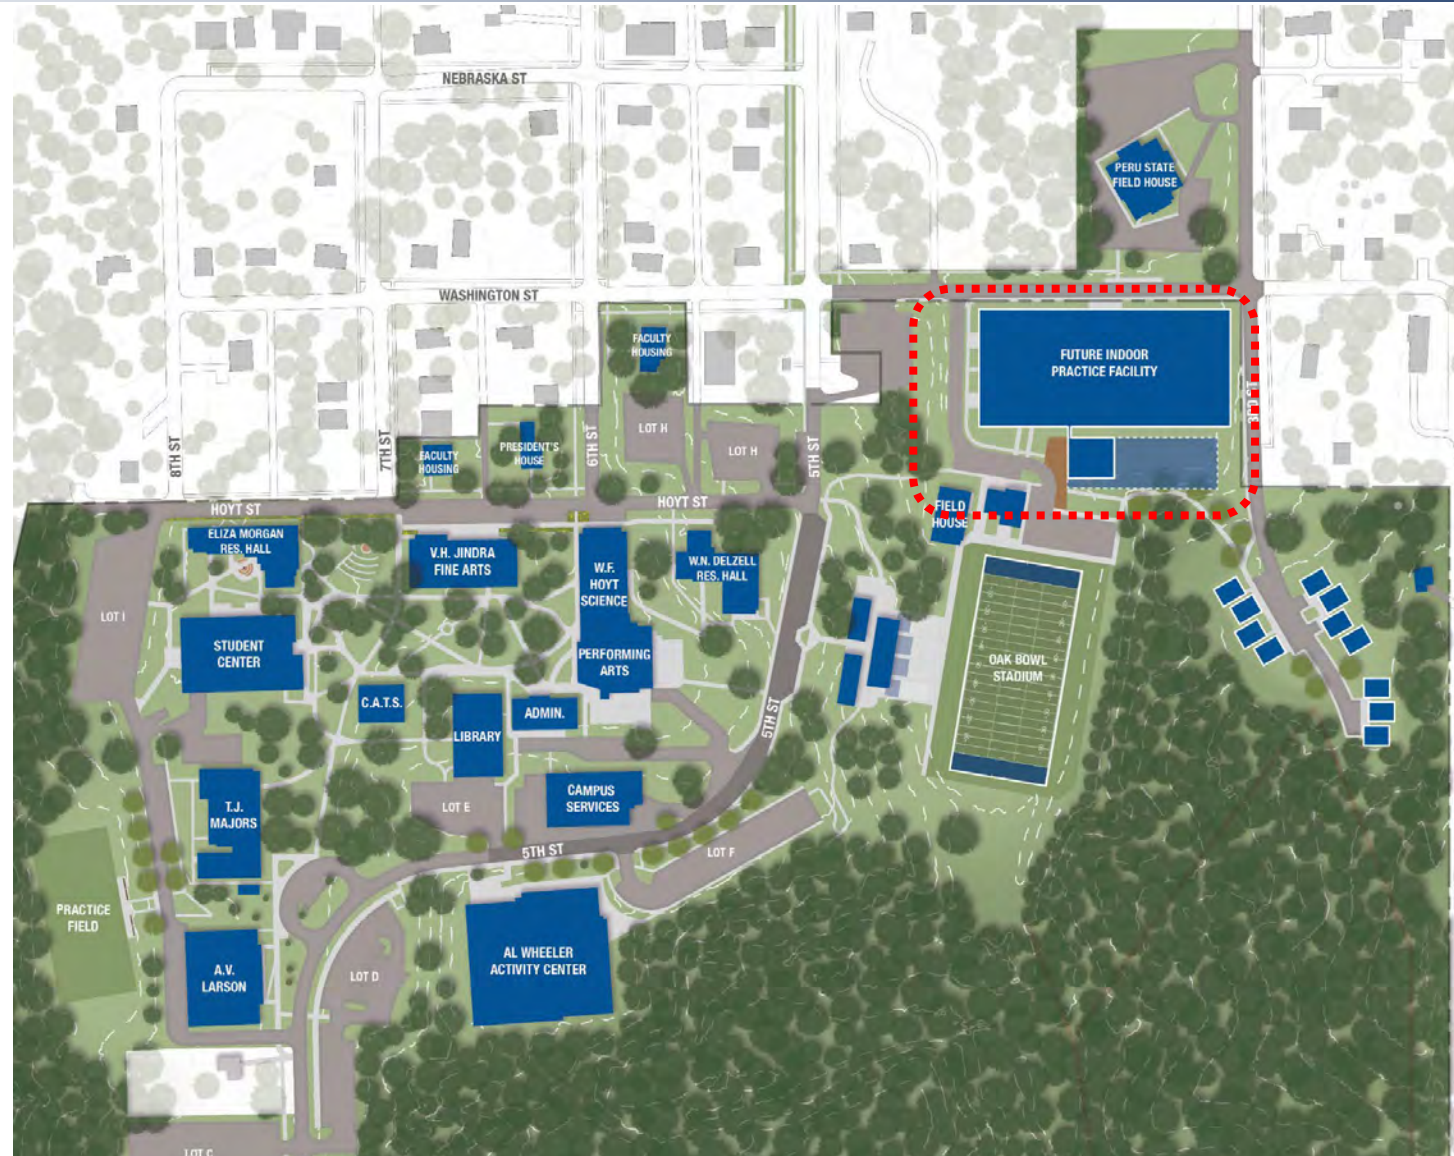 NEBRASKA ST
PERU STATE
FIELD HOUSE
WASHINGTON ST
FACULTY
HOUSING
FUTURE INDOOR
PRACTICE FACILITY
3RD ST
8TH ST
7TH ST
FACULTY
HOUSING
PRESIDENT'S
HOUSE
6TH ST
LOT H
LOT H
5TH ST
HOYT ST
HOYT ST
FIELD
HOUSE
ELIZA MORGAN
RES. HALL
V.H. JINDRA
FINE ARTS
W.F.
HOYT
SCIENCE
W.N. DELZELL
RES. HALL
LOT I
STUDENT
CENTER
PERFORMING
ARTS
OAK BOWL
STADIUM
C.A.T.S.
ADMIN.
LIBRARY
5TH ST
CAMPUS
SERVICES
LOT E
T.J.
MAJORS
5TH ST
LOT F
PRACTICE
FIELD
AL WHEELER
ACTIVITY CENTER
A.V.
LARSON
LOT D
LOT C